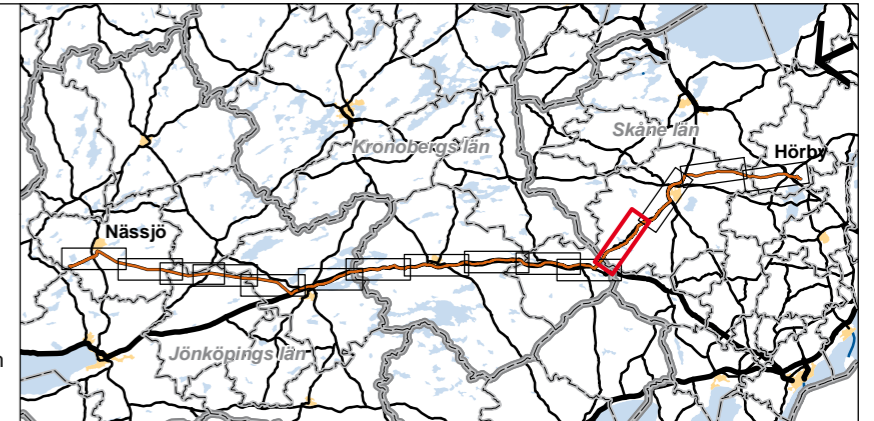 Skåne län
Kronobergs län
Hörby
Nässjö
Jönköpings län
n